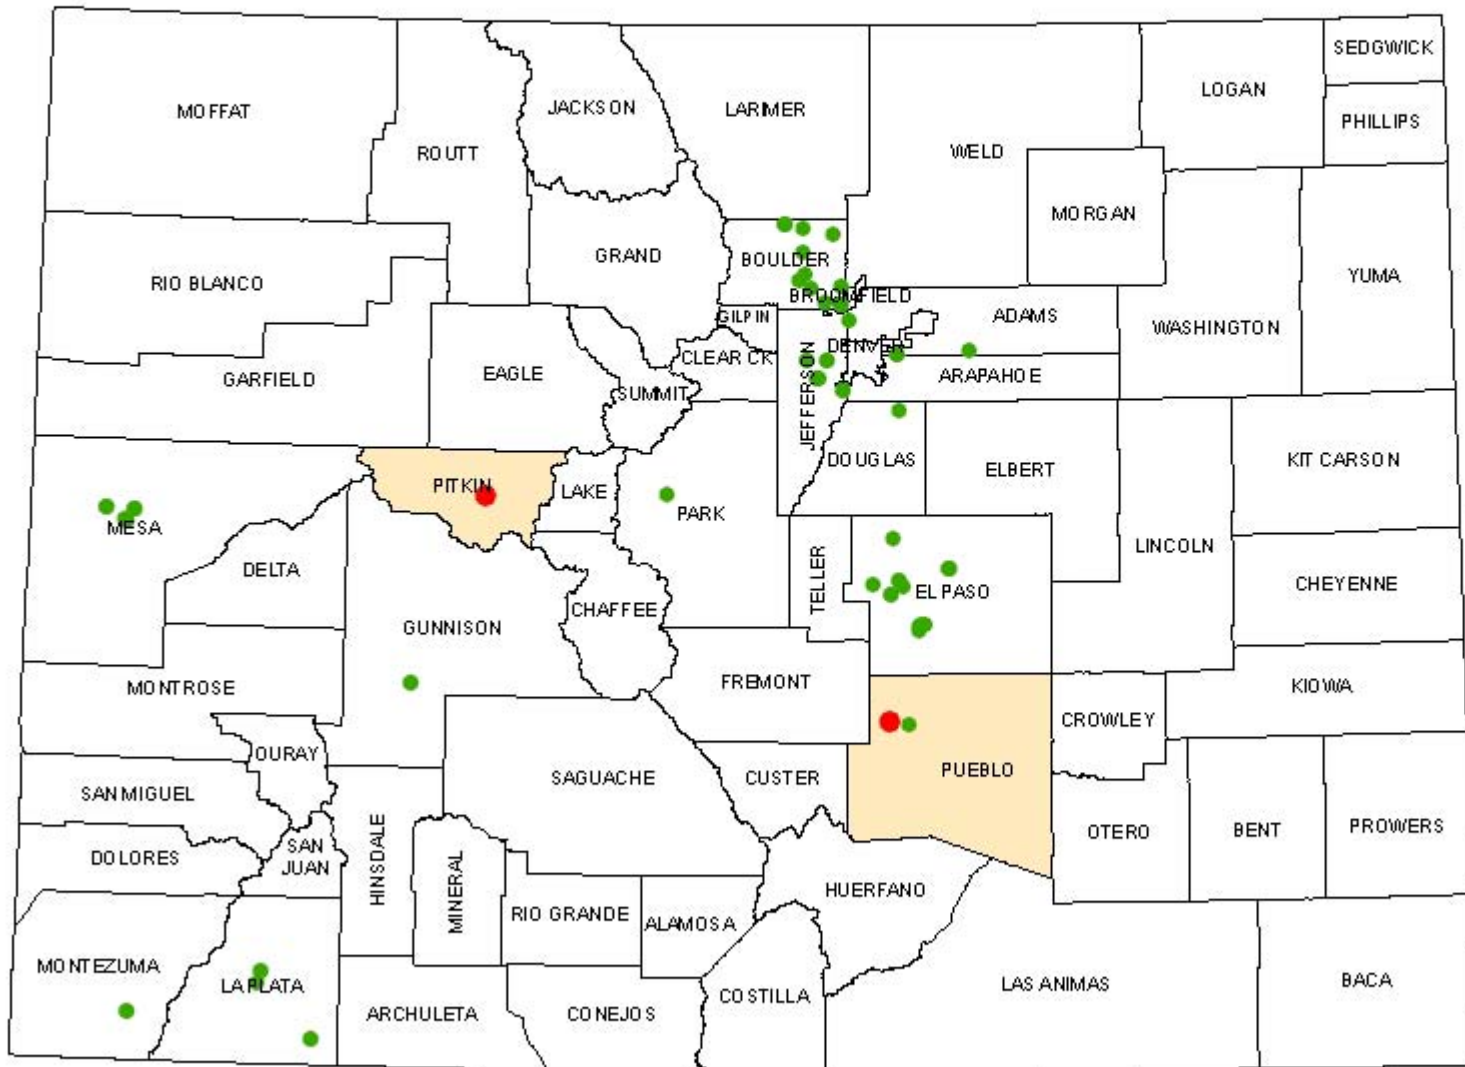 SEDGWICK
LOGAN
MOFFAT
JACKSON
LARIMER
PHILLIPS
ROUTT
WELD
MORGAN
GRAND
BOULDER
RIO BLANCO
YUMA
BROOMFIELD
GILPIN
ADAMS
WASHINGTON
DENVER
CLEAR CK
GARFIELD
EAGLE
ARAPAHOE
SUMMIT
JEFFERSON
DOUGLAS
ELBERT
KIT CARSON
PITKIN
LAKE
PARK
MESA
LINCOLN
DELTA
TELLER
EL PASO
CHEYENNE
CHAFFEE
GUNNISON
FREMONT
MONTROSE
KIOWA
CROWLEY
OURAY
SAGUACHE
CUSTER
PUEBLO
SAN MIGUEL
OTERO
BENT
PROWERS
DOLORES
SAN
JUAN
HINSDALE
MINERAL
HUERFANO
RIO GRANDE
ALAMOSA
MONTEZUMA
LA PLATA
COSTILLA
LAS ANIMAS
BACA
ARCHULETA
CONEJOS